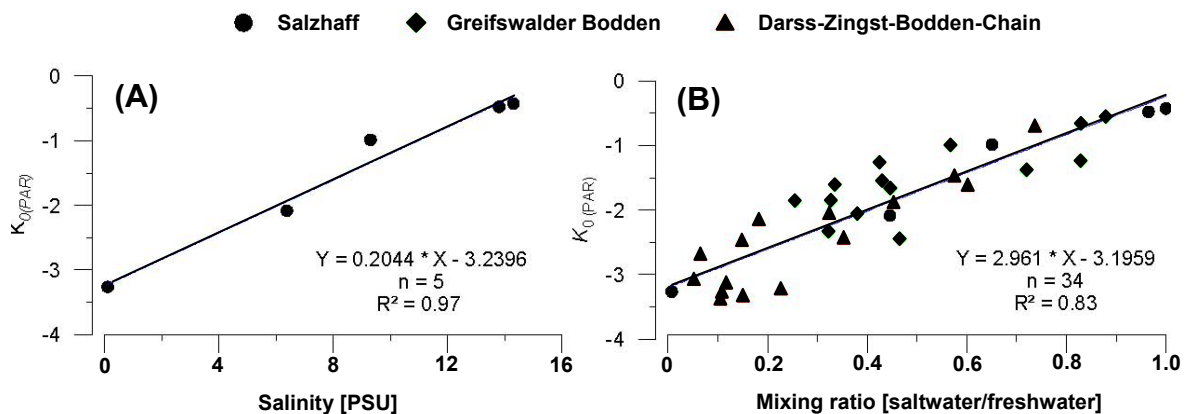 Salzhaff Greifswalder Bodden Darss-Zingst-Bodden-Chain
(A)
0
-1
-2
-3
-4
K0(PAR)
Y = 0.2044 * X - 3.2396
n = 5
R² = 0.97
0 4 8 12 16
Salinity [PSU]
(B)
0
-1
-2
-3
-4
K0 (PAR)
Y = 2.961 * X - 3.1959
n = 34
R² = 0.83
0 0.2 0.4 0.6 0.8 1.0
Mixing ratio [saltwater/freshwater]